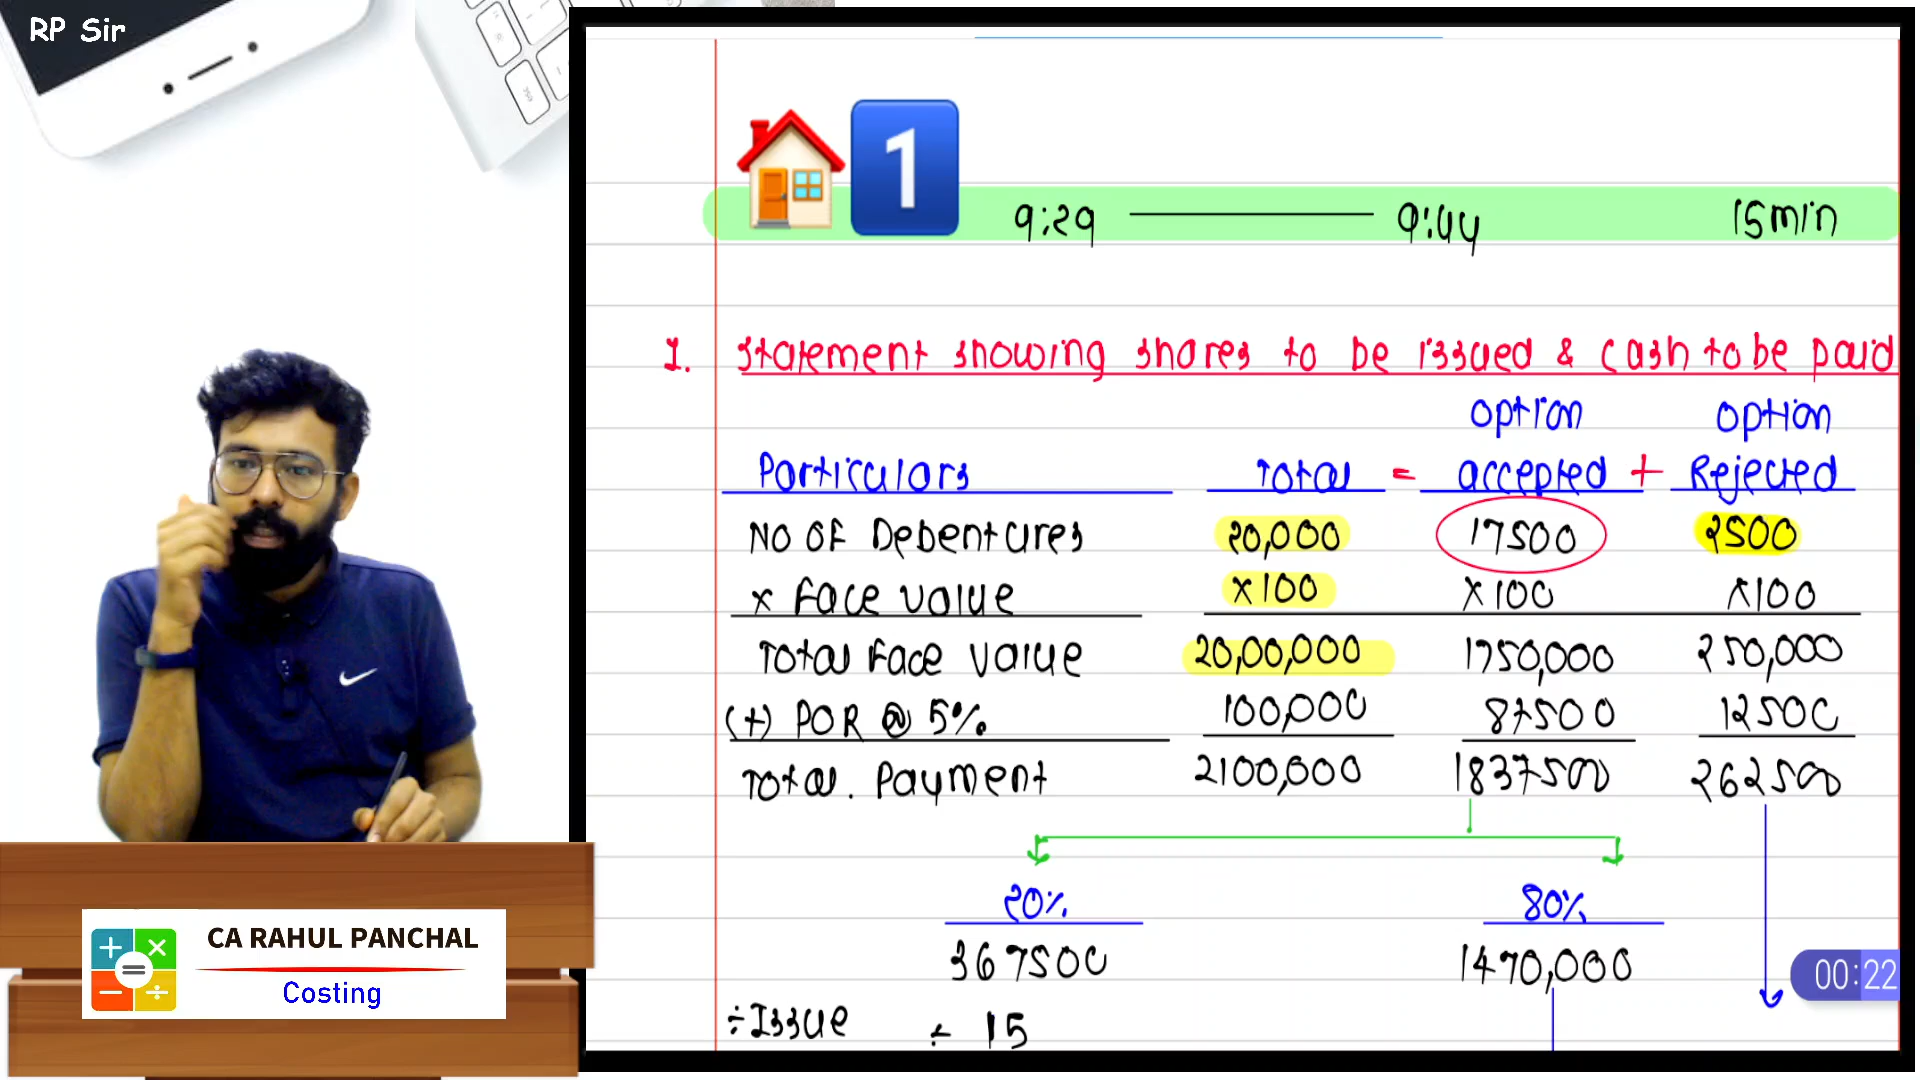 RP Sir
1
9:29 9:44 15min
1. Statement showing shares to be issued & cash to be paid
option option
Particulars Total = accepted + Rejected
No of Debentures 20,000 17500 2500
x Face value x100 x100 x100
Total Face value 20,00,000 1750,000 250,000
(+) POR @ 5% 100,000 87500 12500
Total. Payment 2100,000 1837500 262500
20% 80%
367500 1470,000
÷Issue ÷ 15
00:22
CA RAHUL PANCHAL
Costing